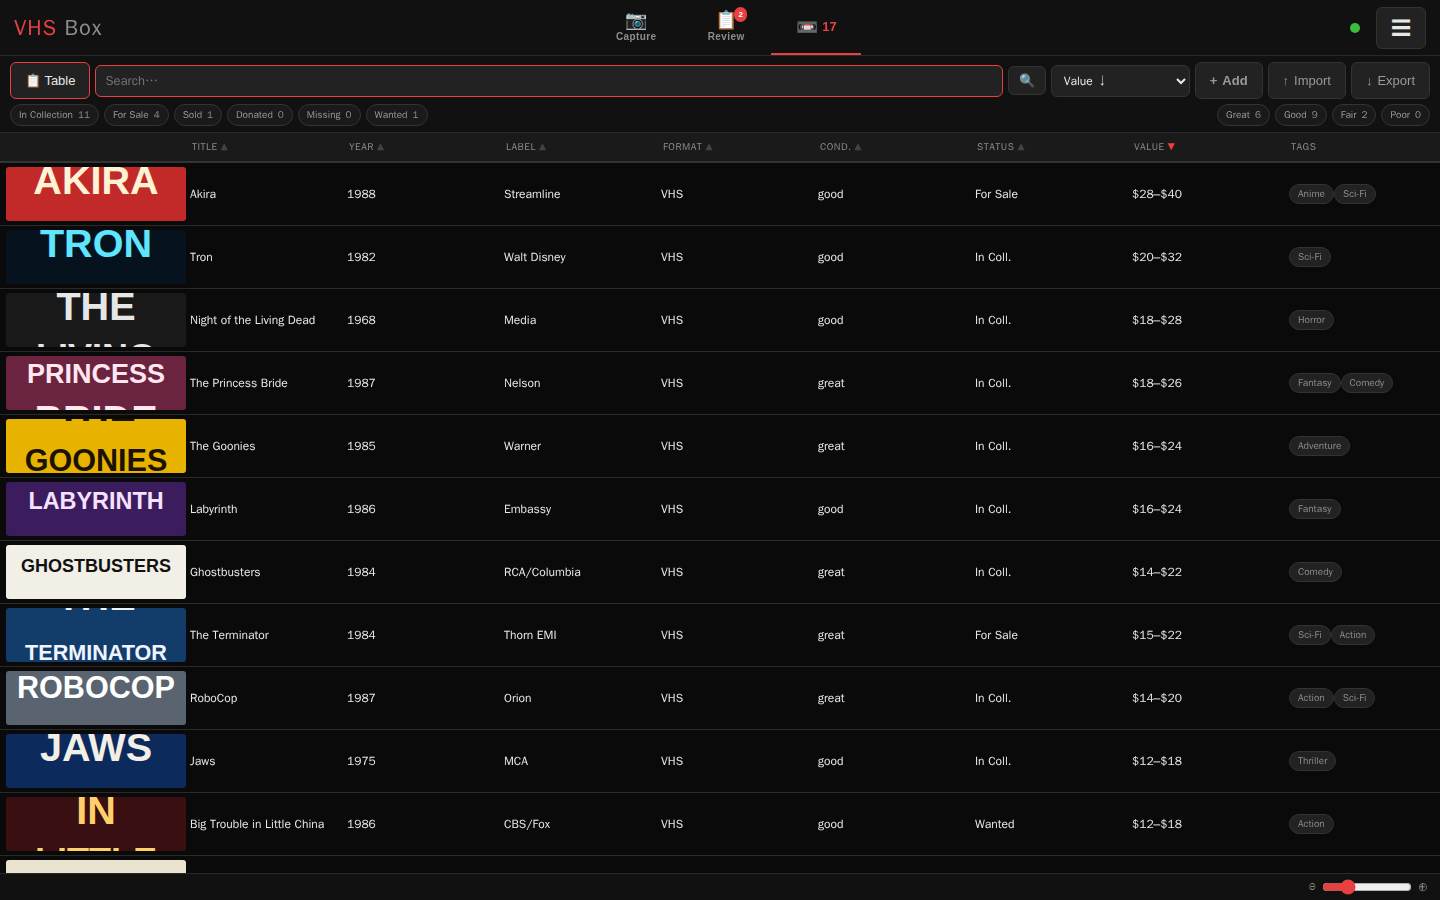 VHS Box
Capture
Review
2
17
Table
Search...
Value ↓
+ Add
↑ Import
↓ Export
In Collection 11
For Sale 4
Sold 1
Donated 0
Missing 0
Wanted 1
Great 6
Good 9
Fair 2
Poor 0
TITLE ▲ YEAR ▲ LABEL ▲ FORMAT ▲ COND. ▲ STATUS ▲ VALUE ▼ TAGS
AKIRA
Akira 1988 Streamline VHS good For Sale $28–$40 Anime Sci-Fi
TRON
Tron 1982 Walt Disney VHS good In Coll. $20–$32 Sci-Fi
THE
LIVING
Night of the Living Dead 1968 Media VHS good In Coll. $18–$28 Horror
PRINCESS
BRIDE
The Princess Bride 1987 Nelson VHS great In Coll. $18–$26 Fantasy Comedy
GOONIES
The Goonies 1985 Warner VHS great In Coll. $16–$24 Adventure
LABYRINTH
Labyrinth 1986 Embassy VHS good In Coll. $16–$24 Fantasy
GHOSTBUSTERS
Ghostbusters 1984 RCA/Columbia VHS great In Coll. $14–$22 Comedy
THE
TERMINATOR
The Terminator 1984 Thorn EMI VHS great For Sale $15–$22 Sci-Fi Action
ROBOCOP
RoboCop 1987 Orion VHS great In Coll. $14–$20 Action Sci-Fi
JAWS
Jaws 1975 MCA VHS good In Coll. $12–$18 Thriller
IN
LITTLE
Big Trouble in Little China 1986 CBS/Fox VHS good Wanted $12–$18 Action